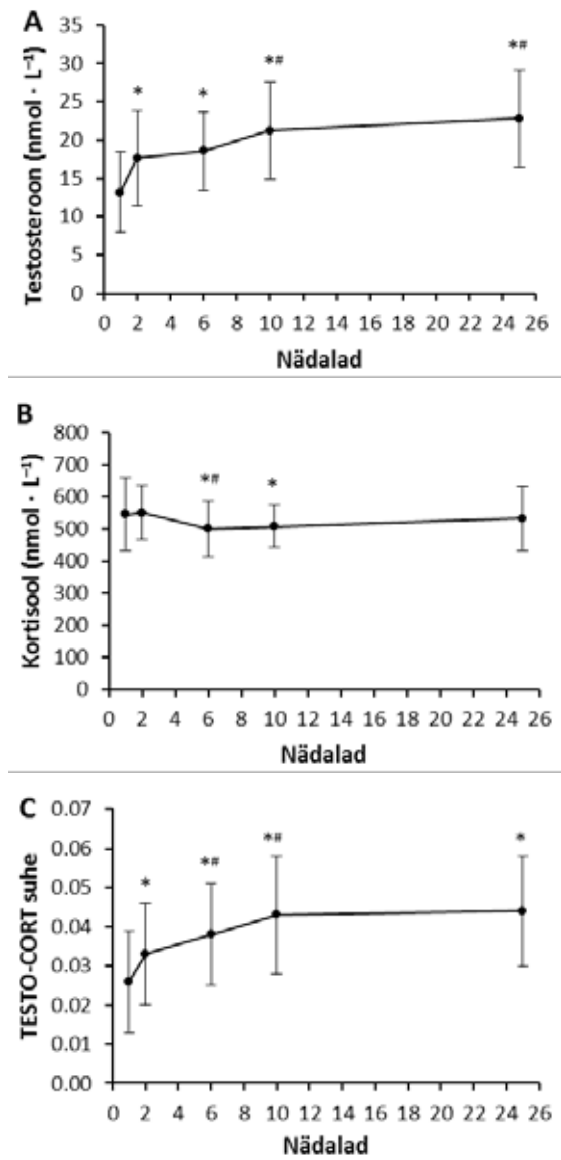 A
Testosteroon (nmol · L⁻¹)
35
30
25
20
15
10
5
0
* * *# *#
0 2 4 6 8 10 12 14 16 18 20 22 24 26
Nädalad
B
Kortisool (nmol · L⁻¹)
800
700
600
500
400
300
200
100
0
*# *
0 2 4 6 8 10 12 14 16 18 20 22 24 26
Nädalad
C
TESTO-CORT suhe
0.07
0.06
0.05
0.04
0.03
0.02
0.01
0.00
* *# *# *
0 2 4 6 8 10 12 14 16 18 20 22 24 26
Nädalad